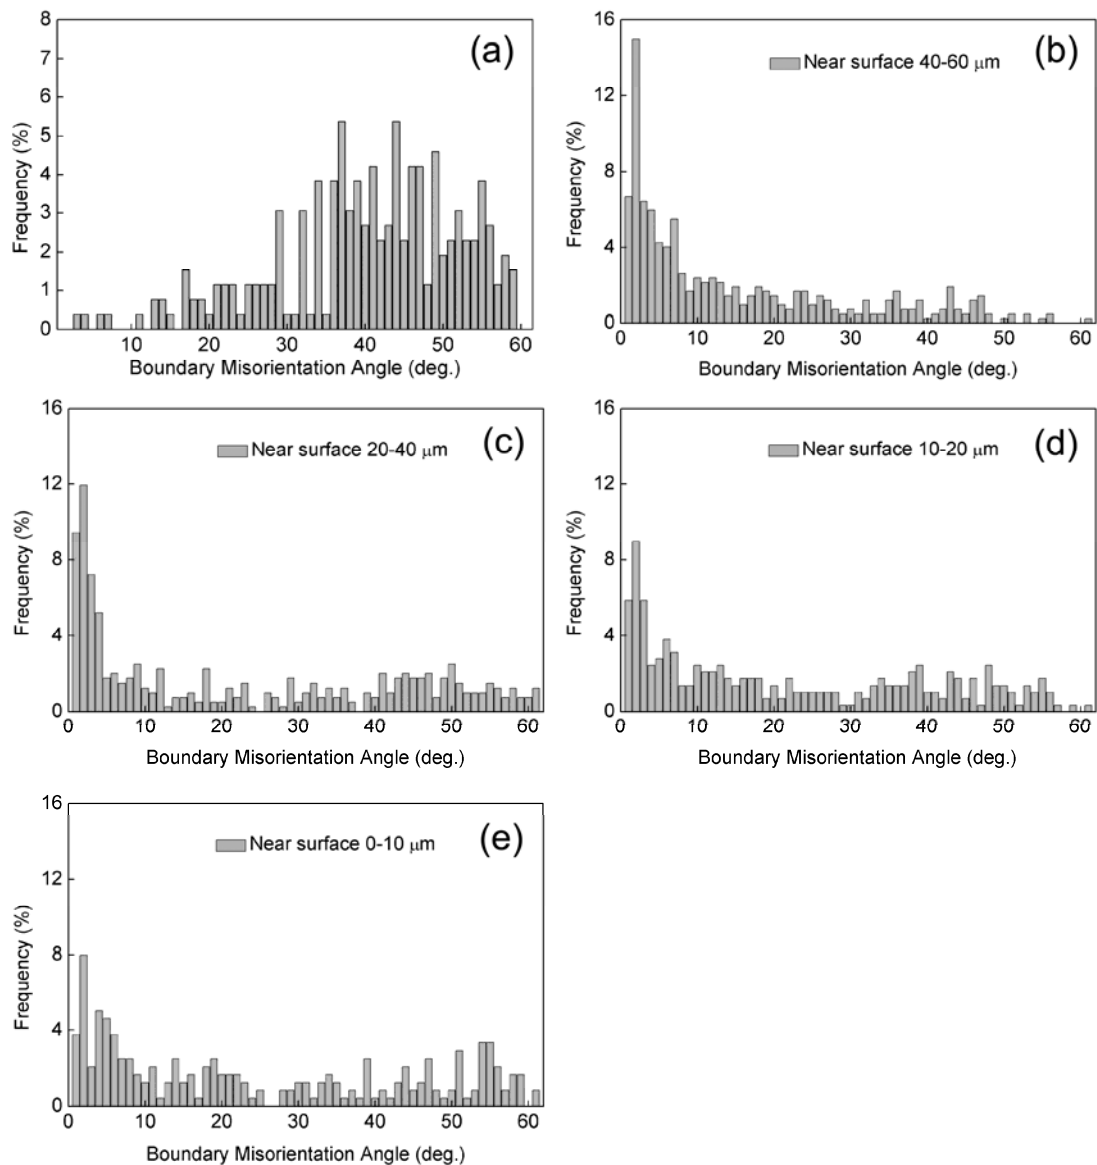 (a)
8
7
6
5
4
3
2
1
0
Frequency (%)
10 20 30 40 50 60
Boundary Misorientation Angle (deg.)
(b)
Near surface 40-60 μm
16
12
8
4
0
Frequency (%)
0 10 20 30 40 50 60
Boundary Misorientation Angle (deg.)
(c)
Near surface 20-40 μm
16
12
8
4
0
Frequency (%)
0 10 20 30 40 50 60
Boundary Misorientation Angle (deg.)
(d)
Near surface 10-20 μm
16
12
8
4
0
Frequency (%)
0 10 20 30 40 50 60
Boundary Misorientation Angle (deg.)
(e)
Near surface 0-10 μm
16
12
8
4
0
Frequency (%)
0 10 20 30 40 50 60
Boundary Misorientation Angle (deg.)